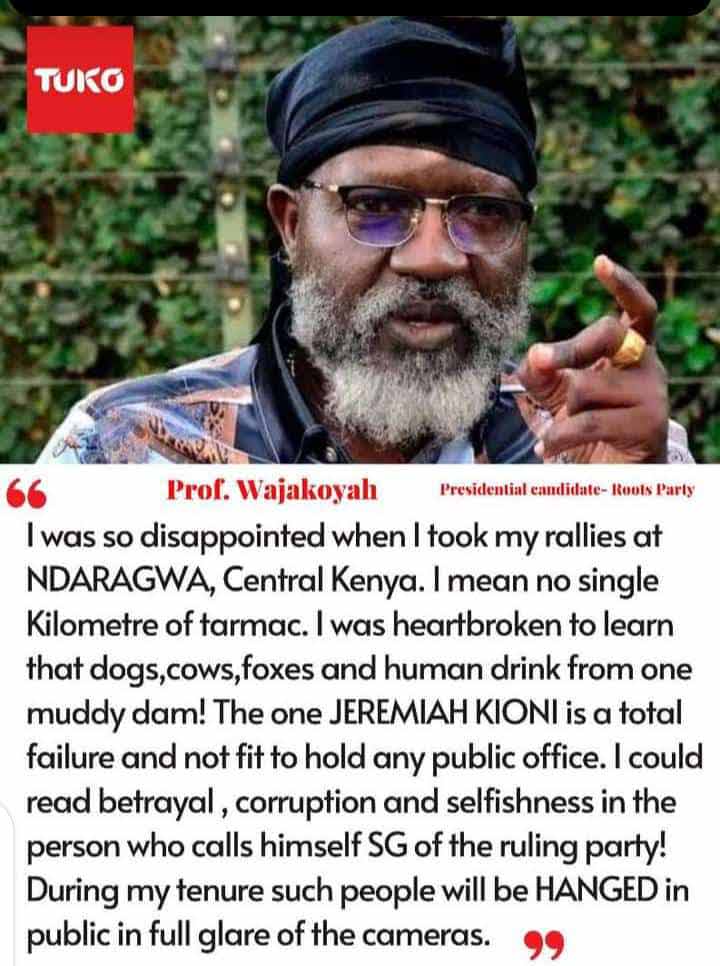 TUKO
Prof. Wajakoyah Presidential candidate- Roots Party
“ I was so disappointed when I took my rallies at
NDARAGWA, Central Kenya. I mean no single
Kilometre of tarmac. I was heartbroken to learn
that dogs,cows,foxes and human drink from one
muddy dam! The one JEREMIAH KIONI is a total
failure and not fit to hold any public office. I could
read betrayal , corruption and selfishness in the
person who calls himself SG of the ruling party!
During my tenure such people will be HANGED in
public in full glare of the cameras. ”